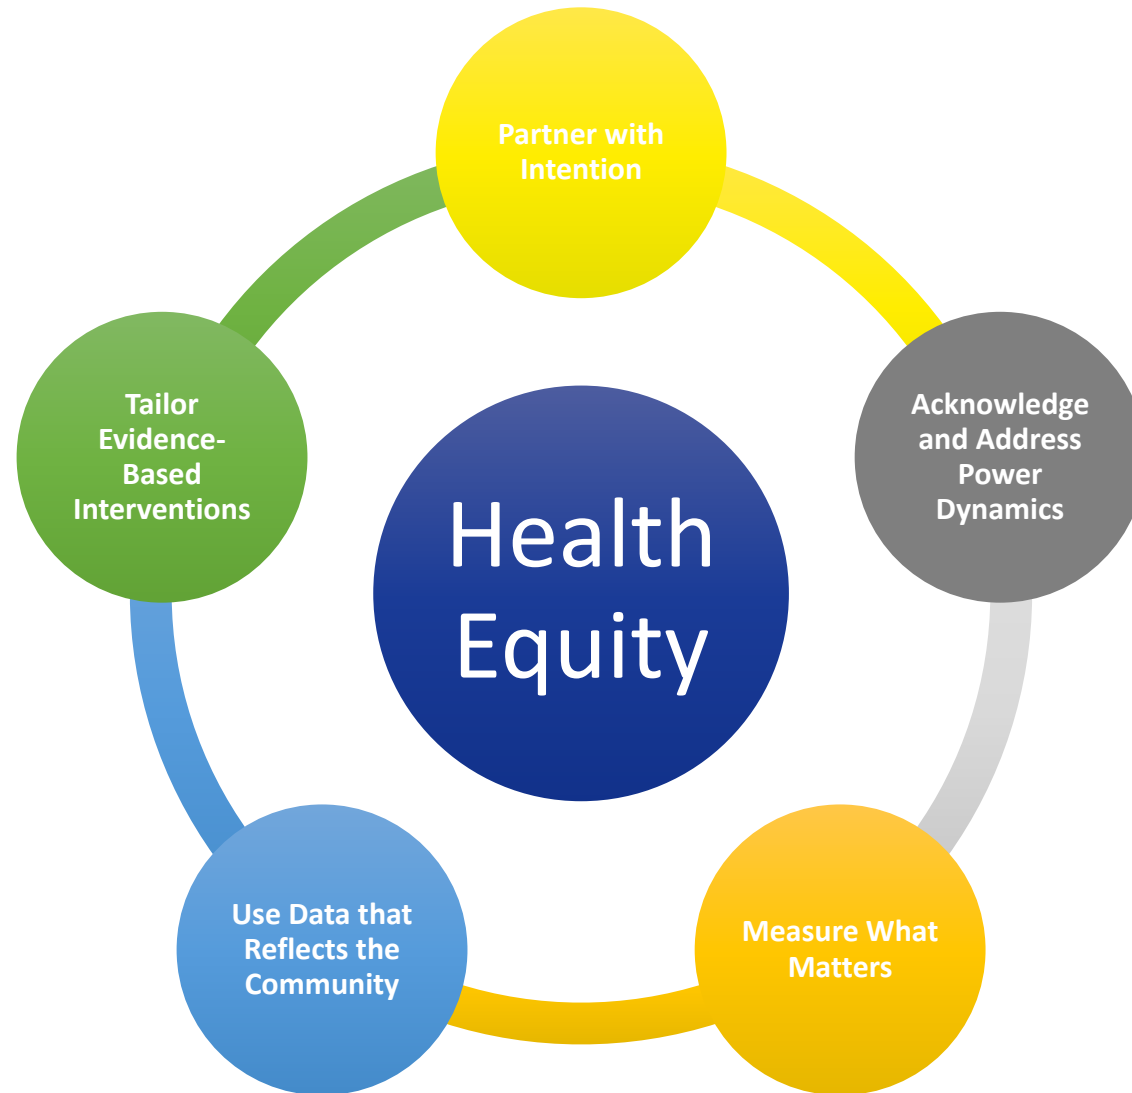 Partner with
Intention
Acknowledge
and Address
Power
Dynamics
Measure What
Matters
Use Data that
Reflects the
Community
Tailor
Evidence-
Based
Interventions
Health
Equity